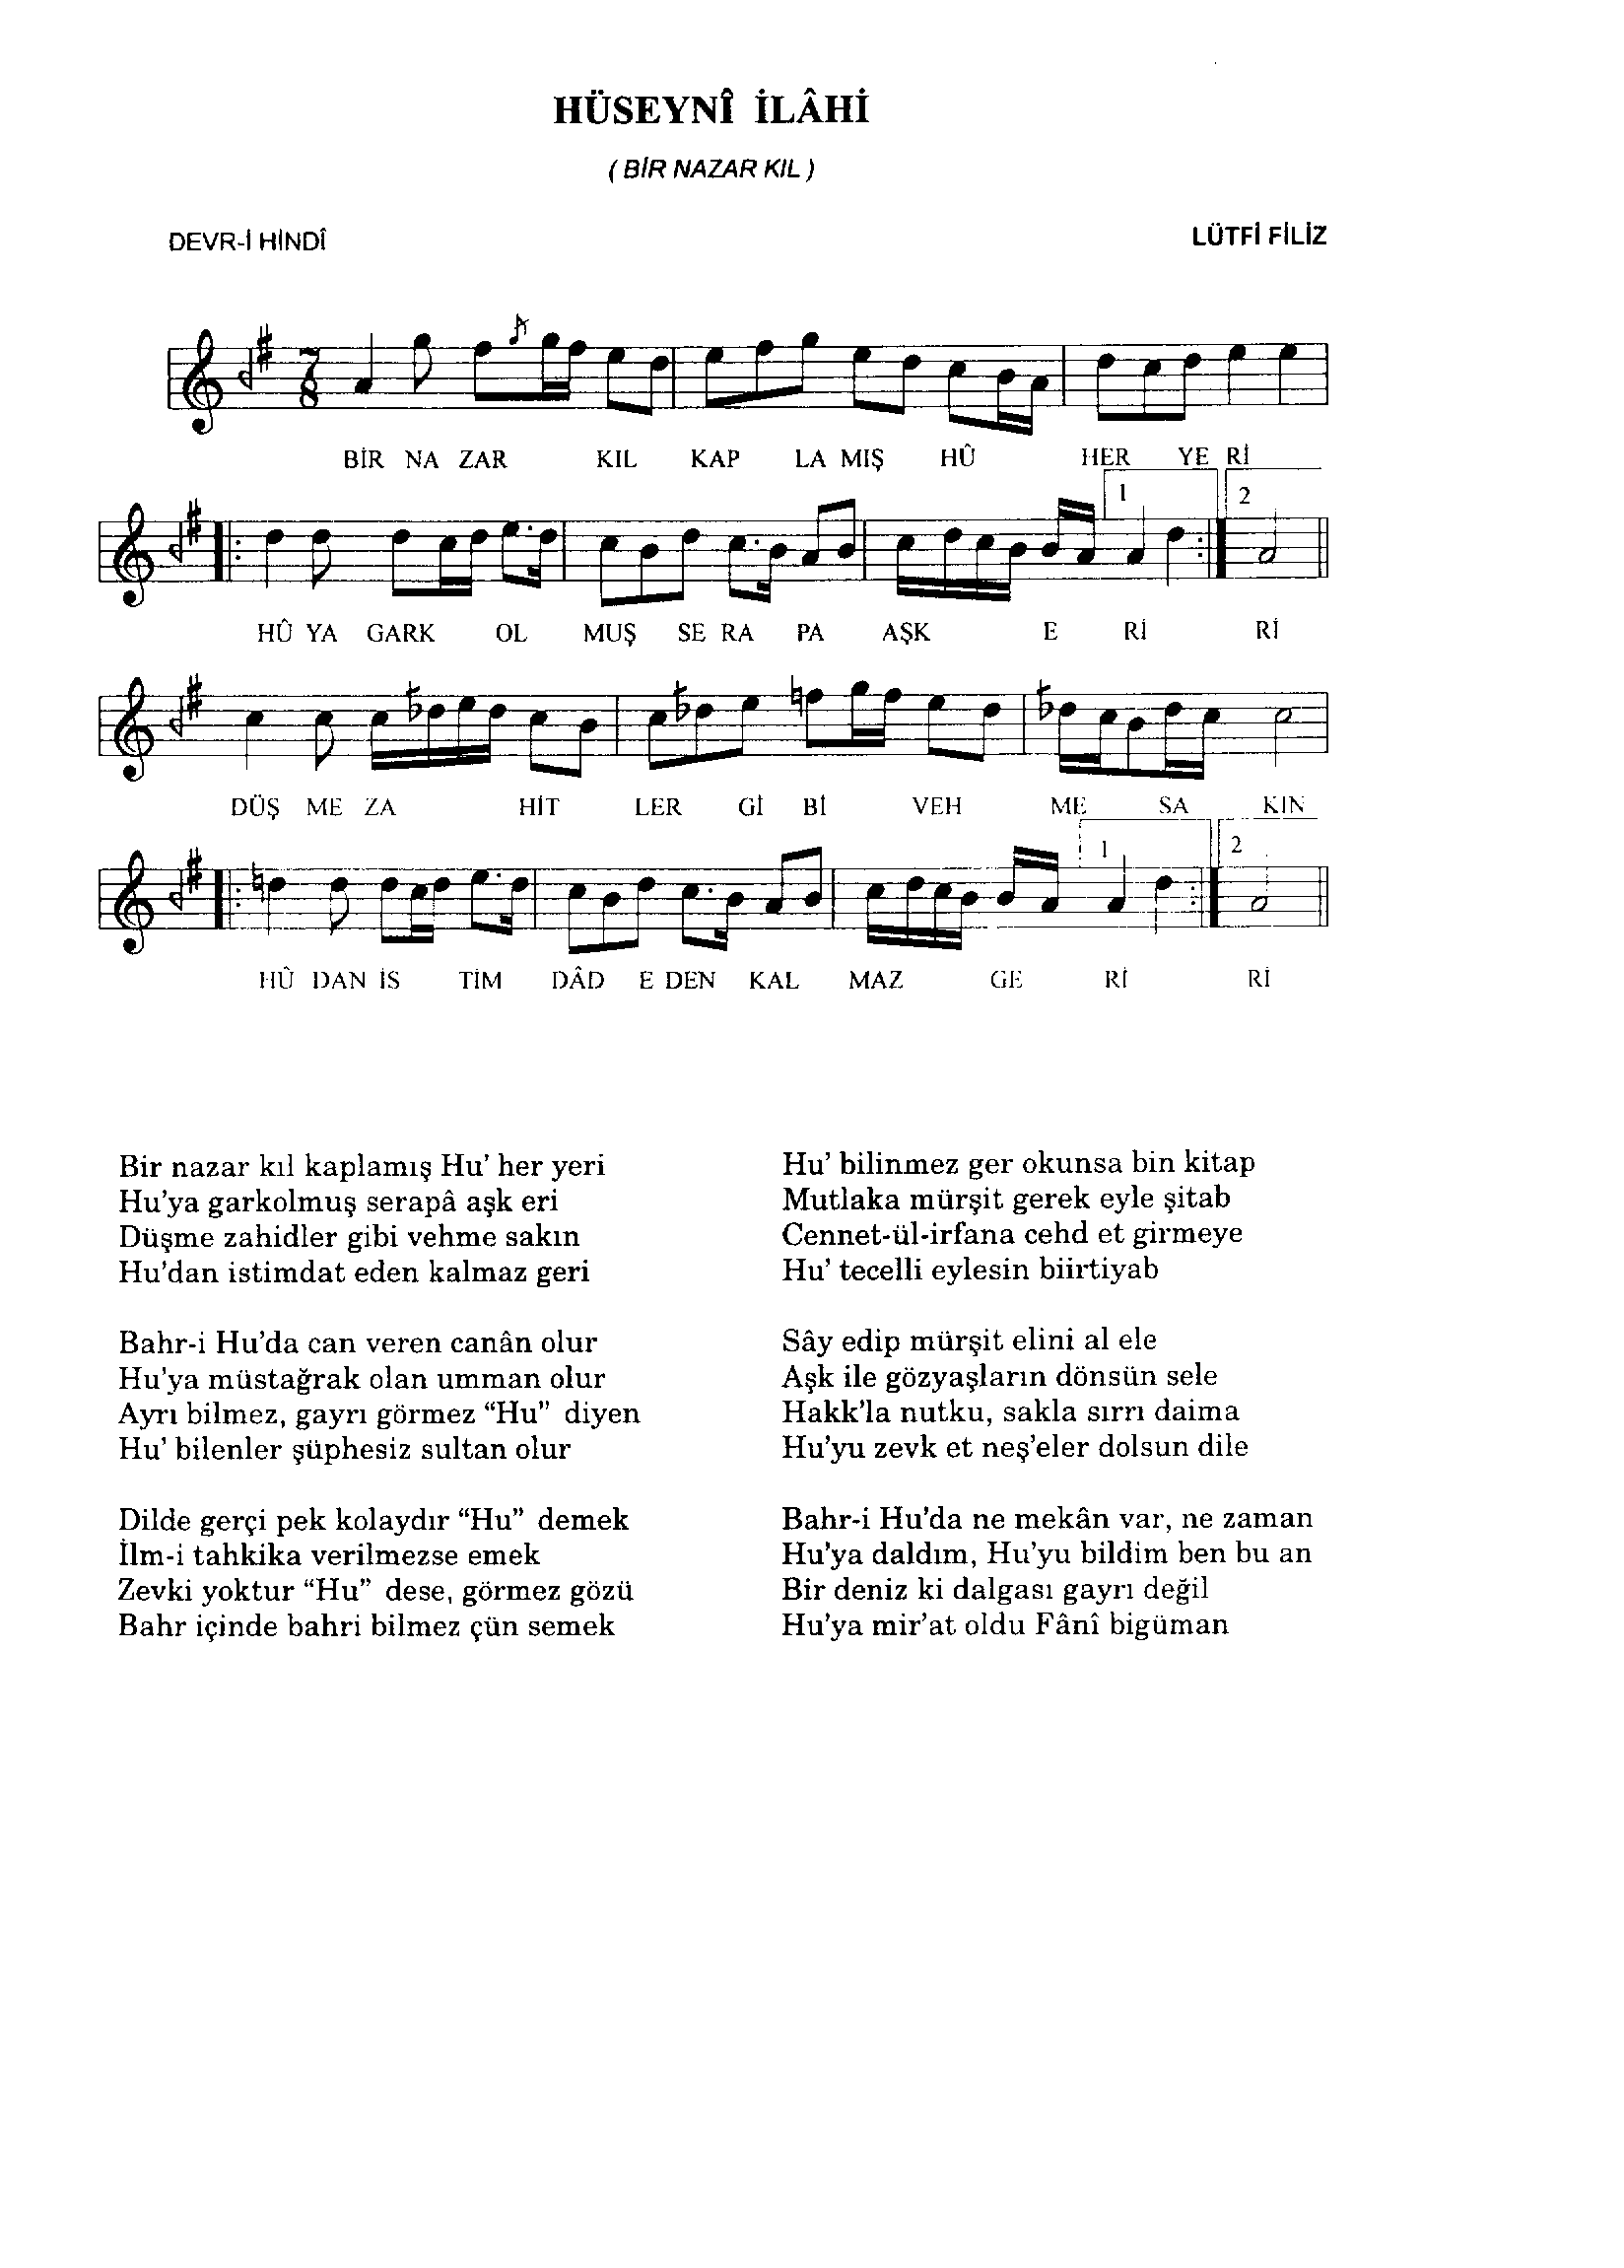 HÜSEYNÎ İLÂHİ
( BİR NAZAR KIL )
DEVR-İ HİNDÎ
LÜTFİ FİLİZ
7
8
BİR NA ZAR KIL KAP LA MIŞ HÛ HER YE Rİ
1 2
HÛ YA GARK OL MUŞ SE RA PA AŞK E Rİ Rİ
DÜŞ ME ZA HİT LER Gİ Bİ VEH ME SA KIN
1 2
HÛ DAN İS TİM DÂD E DEN KAL MAZ GE Rİ Rİ
Bir nazar kıl kaplamış Hu' her yeri
Hu'ya garkolmuş serapâ aşk eri
Düşme zahidler gibi vehme sakın
Hu'dan istimdat eden kalmaz geri
Bahr-i Hu'da can veren canân olur
Hu'ya müstağrak olan umman olur
Ayrı bilmez, gayrı görmez “Hu” diyen
Hu' bilenler şüphesiz sultan olur
Dilde gerçi pek kolaydır “Hu” demek
İlm-i tahkika verilmezse emek
Zevki yoktur “Hu” dese, görmez gözü
Bahr içinde bahri bilmez çün semek
Hu' bilinmez ger okunsa bin kitap
Mutlaka mürşit gerek eyle şitab
Cennet-ül-irfana cehd et girmeye
Hu' tecelli eylesin biirtiyab
Sây edip mürşit elini al ele
Aşk ile gözyaşların dönsün sele
Hakk'la nutku, sakla sırrı daima
Hu'yu zevk et neş'eler dolsun dile
Bahr-i Hu'da ne mekân var, ne zaman
Hu'ya daldım, Hu'yu bildim ben bu an
Bir deniz ki dalgası gayrı değil
Hu'ya mir'at oldu Fânî bigüman